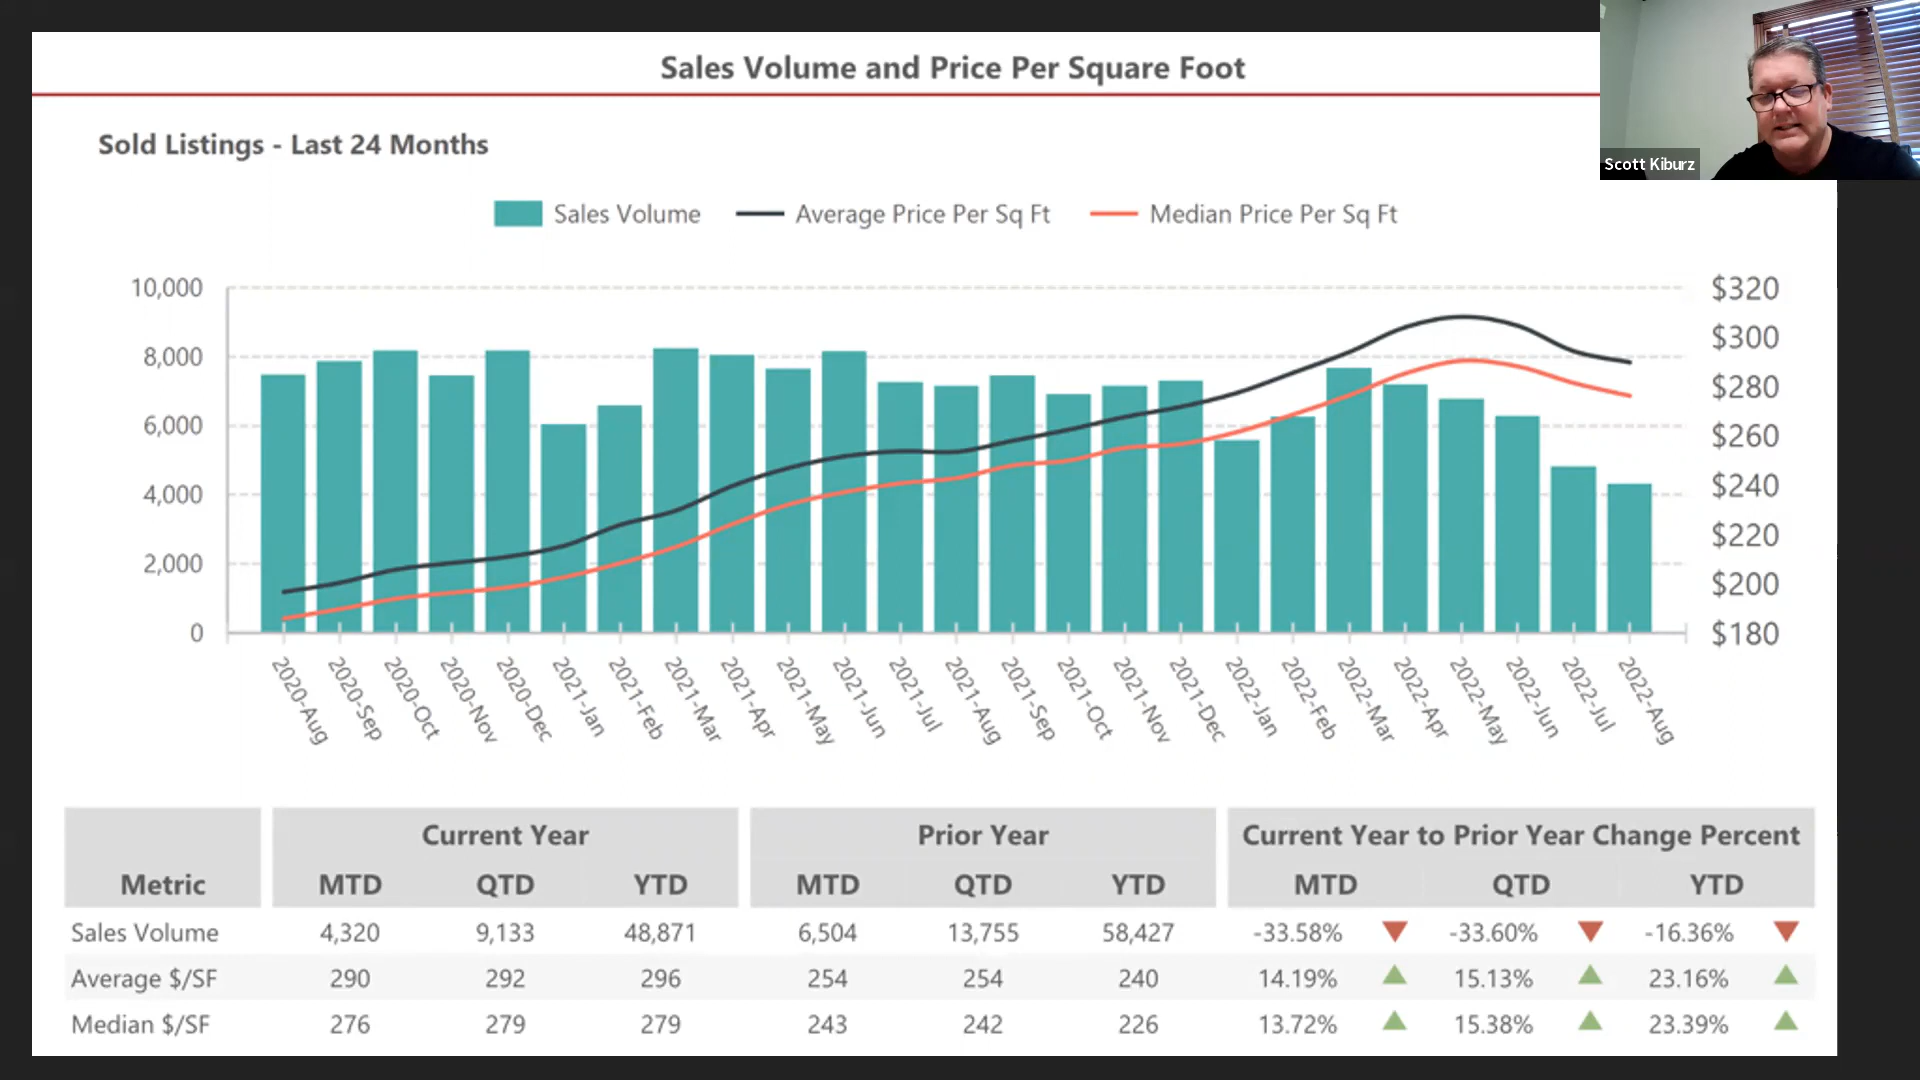 Sales Volume and Price Per Square Foot
Scott Kiburz
Sold Listings - Last 24 Months
Sales Volume Average Price Per Sq Ft Median Price Per Sq Ft
10,000
8,000
6,000
4,000
2,000
0
$320
$300
$280
$260
$240
$220
$200
$180
2020-Aug 2020-Sep 2020-Oct 2020-Nov 2020-Dec 2021-Jan 2021-Feb 2021-Mar 2021-Apr 2021-May 2021-Jun 2021-Jul 2021-Aug 2021-Sep 2021-Oct 2021-Nov 2021-Dec 2022-Jan 2022-Feb 2022-Mar 2022-Apr 2022-May 2022-Jun 2022-Jul 2022-Aug
Current Year Prior Year Current Year to Prior Year Change Percent
Metric MTD QTD YTD MTD QTD YTD MTD QTD YTD
Sales Volume 4,320 9,133 48,871 6,504 13,755 58,427 -33.58% -33.60% -16.36%
Average $/SF 290 292 296 254 254 240 14.19% 15.13% 23.16%
Median $/SF 276 279 279 243 242 226 13.72% 15.38% 23.39%